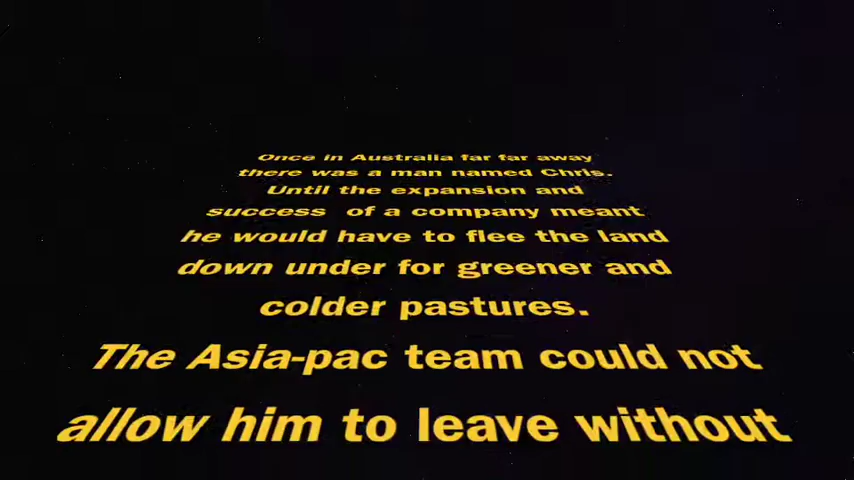 Once in Australia far far away
there was a man named Chris.
Until the expansion and
success of a company meant
he would have to flee the land
down under for greener and
colder pastures.
The Asia-pac team could not
allow him to leave without